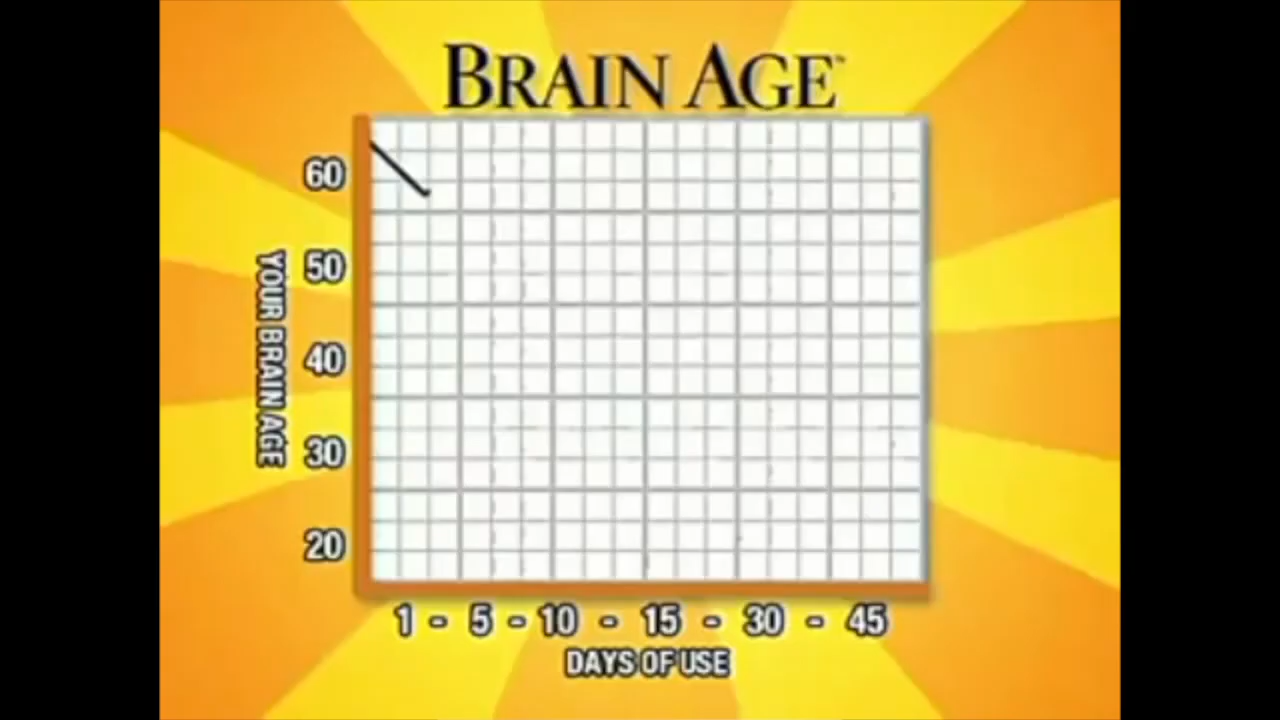 BRAIN AGE™
60
50
40
30
20
YOUR BRAIN AGE
1 - 5 - 10 - 15 - 30 - 45
DAYS OF USE